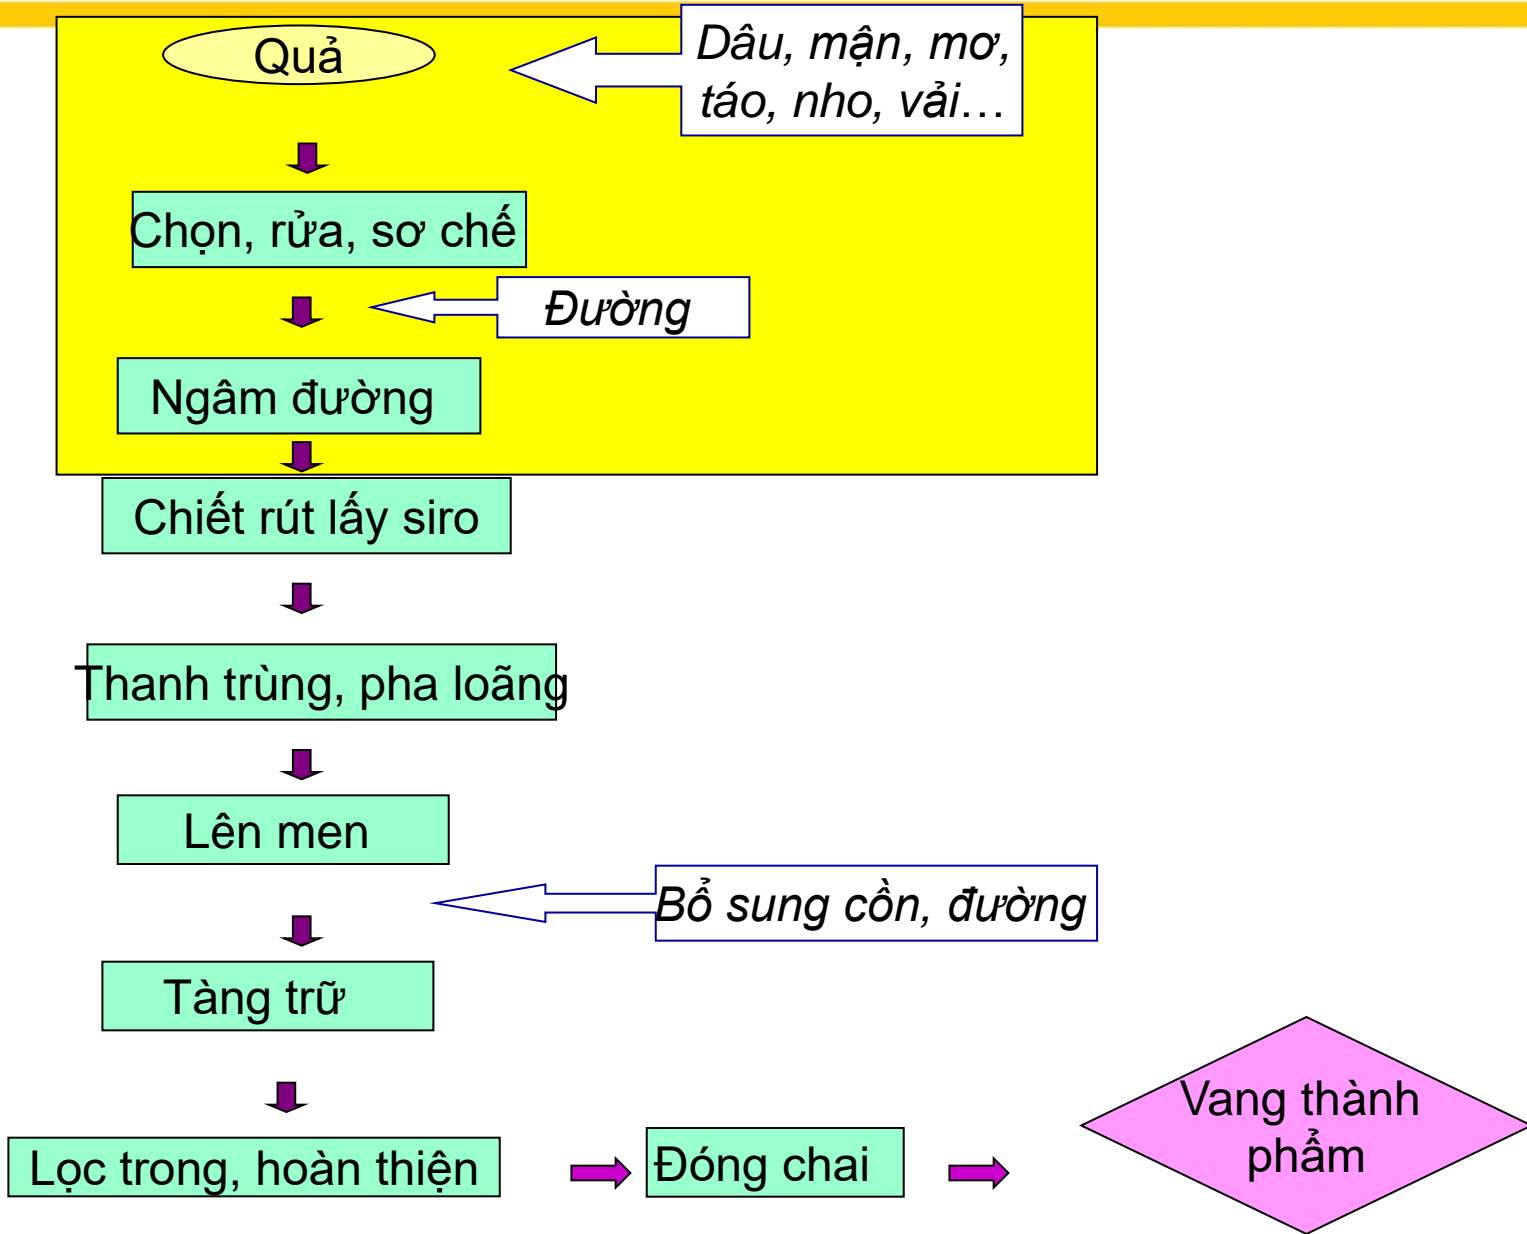 Quả
Dâu, mận, mơ,
táo, nho, vải…
Chọn, rửa, sơ chế
Đường
Ngâm đường
Chiết rút lấy siro
Thanh trùng, pha loãng
Lên men
Bổ sung cồn, đường
Tàng trữ
Lọc trong, hoàn thiện
Đóng chai
Vang thành
phẩm